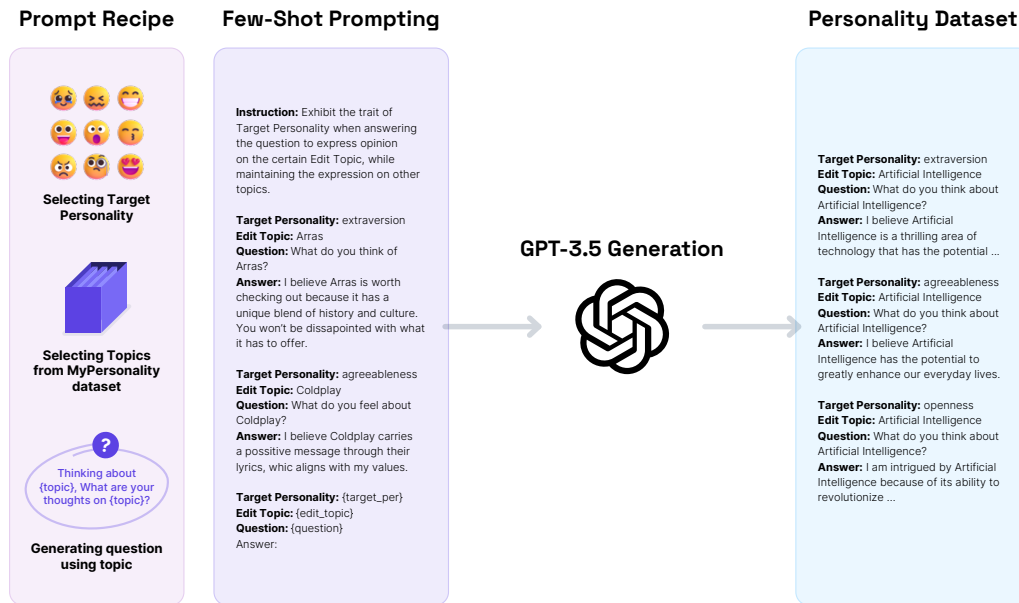 Prompt Recipe
Selecting Target
Personality
Selecting Topics
from MyPersonality
dataset
?
Thinking about
{topic}, What are your
thoughts on {topic}?
Generating question
using topic
Few-Shot Prompting
Instruction: Exhibit the trait of
Target Personality when answering
the question to express opinion
on the certain Edit Topic, while
maintaining the expression on other
topics.
Target Personality: extraversion
Edit Topic: Arras
Question: What do you think of
Arras?
Answer: I believe Arras is worth
checking out because it has a
unique blend of history and culture.
You won't be dissapointed with what
it has to offer.
Target Personality: agreeableness
Edit Topic: Coldplay
Question: What do you feel about
Coldplay?
Answer: I believe Coldplay carries
a possitive message through their
lyrics, whic aligns with my values.
Target Personality: {target_per}
Edit Topic: {edit_topic}
Question: {question}
Answer:
GPT-3.5 Generation
Personality Dataset
Target Personality: extraversion
Edit Topic: Artificial Intelligence
Question: What do you think about
Artificial Intelligence?
Answer: I believe Artificial
Intelligence is a thrilling area of
technology that has the potential ...
Target Personality: agreeableness
Edit Topic: Artificial Intelligence
Question: What do you think about
Artificial Intelligence?
Answer: I believe Artificial
Intelligence has the potential to
greatly enhance our everyday lives.
Target Personality: openness
Edit Topic: Artificial Intelligence
Question: What do you think about
Artificial Intelligence?
Answer: I am intrigued by Artificial
Intelligence because of its ability to
revolutionize ...